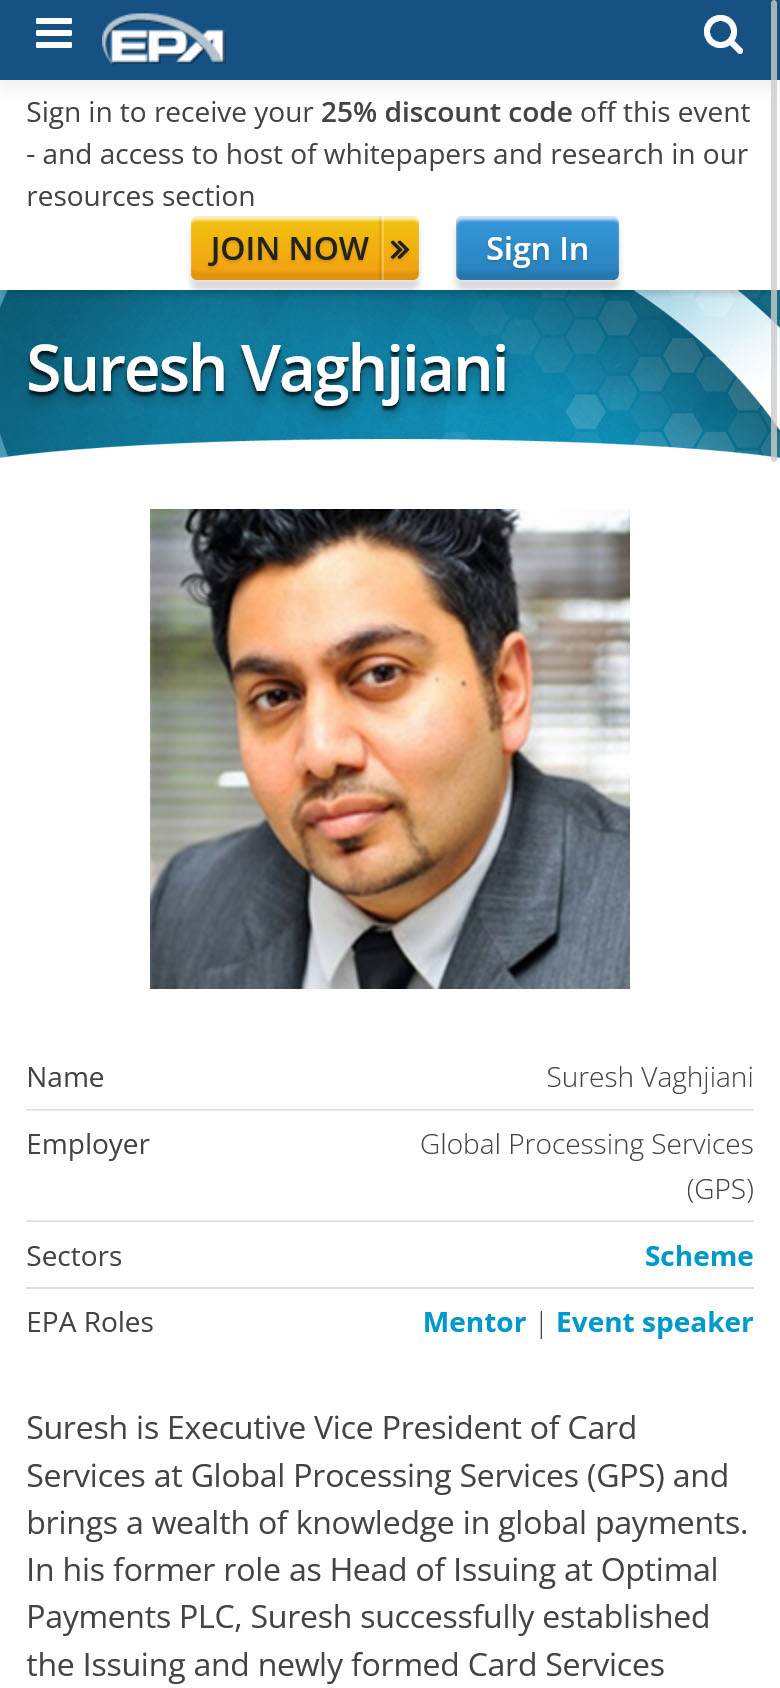 EPA
Sign in to receive your 25% discount code off this event
- and access to host of whitepapers and research in our
resources section
JOIN NOW »
Sign In
Suresh Vaghjiani
Name Suresh Vaghjiani
Employer Global Processing Services
(GPS)
Sectors Scheme
EPA Roles Mentor | Event speaker
Suresh is Executive Vice President of Card
Services at Global Processing Services (GPS) and
brings a wealth of knowledge in global payments.
In his former role as Head of Issuing at Optimal
Payments PLC, Suresh successfully established
the Issuing and newly formed Card Services